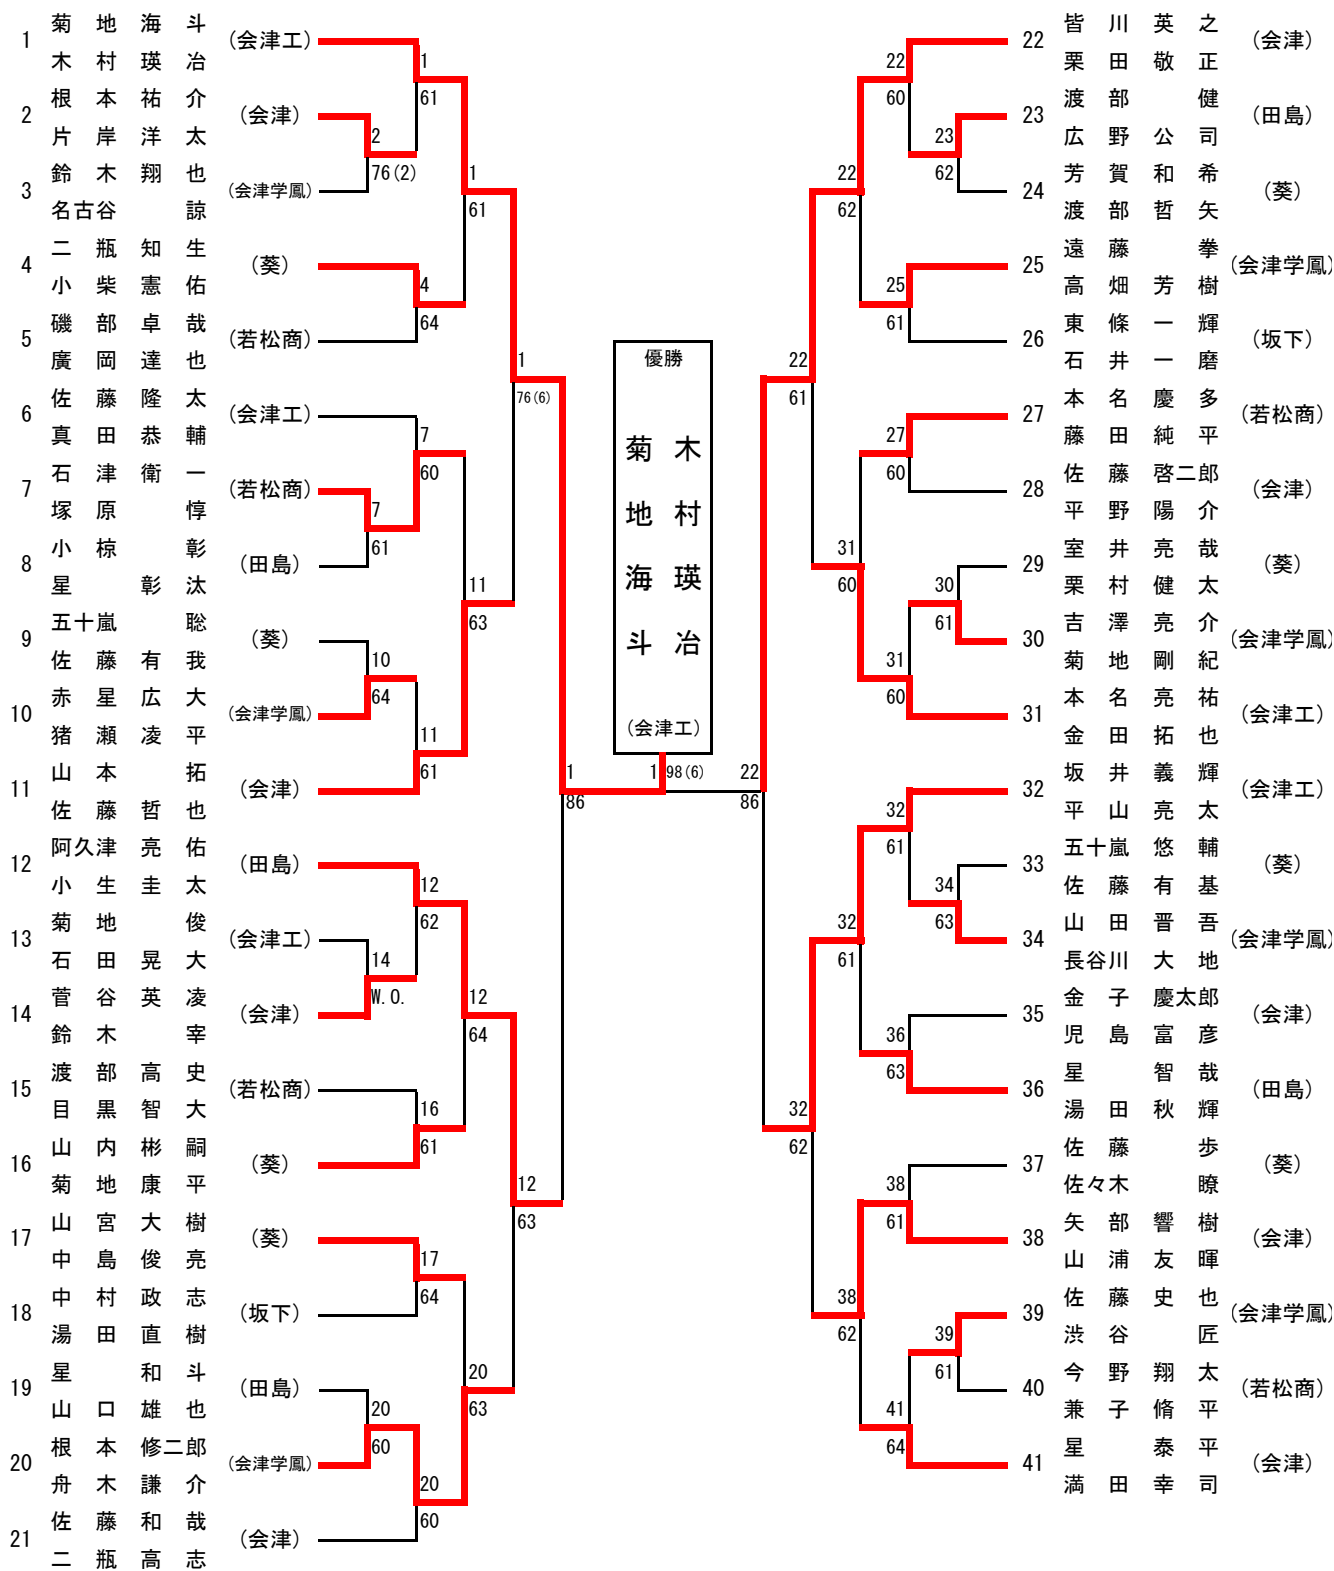 1 菊地海斗 (会津工)
木村瑛冶
2 根本祐介 (会津)
片岸洋太
3 鈴木翔也 (会津学鳳)
名古谷諒
4 二瓶知生 (葵)
小柴憲佑
5 磯部卓哉 (若松商)
廣岡達也
6 佐藤隆太 (会津工)
真田恭輔
7 石津衛一 (若松商)
塚原惇
8 小椋彰 (田島)
星彰汰
9 五十嵐聡 (葵)
佐藤有我
10 赤星広大 (会津学鳳)
猪瀬凌平
11 山本拓 (会津)
佐藤哲也
12 阿久津亮佑 (田島)
小生圭太
13 菊地俊 (会津工)
石田晃大
14 菅谷英凌 (会津)
鈴木宰
15 渡部高史 (若松商)
目黒智大
16 山内彬嗣 (葵)
菊地康平
17 山宮大樹 (葵)
中島俊亮
18 中村政志 (坂下)
湯田直樹
19 星和斗 (田島)
山口雄也
20 根本修二郎 (会津学鳳)
舟木謙介
21 佐藤和哉 (会津)
二瓶高志
2
76(2)
7
61
10
64
14
W.O.
20
60
1
61
4
64
7
60
11
61
12
62
16
61
17
64
20
60
1
61
11
63
12
64
20
63
1
76(6)
12
63
1
86
優勝
菊地海斗
木村瑛冶
(会津工)
1
98(6)
22
86
22
61
32
62
22
62
31
60
32
61
38
62
22
60
25
61
27
60
31
60
32
61
36
63
38
61
41
64
23
62
30
61
34
63
39
61
22 皆川英之 (会津)
栗田敬正
23 渡部健 (田島)
広野公司
24 芳賀和希 (葵)
渡部哲矢
25 遠藤拳 (会津学鳳)
高畑芳樹
26 東條一輝 (坂下)
石井一磨
27 本名慶多 (若松商)
藤田純平
28 佐藤啓二郎 (会津)
平野陽介
29 室井亮哉 (葵)
栗村健太
30 吉澤亮介 (会津学鳳)
菊地剛紀
31 本名亮祐 (会津工)
金田拓也
32 坂井義輝 (会津工)
平山亮太
33 五十嵐悠輔 (葵)
佐藤有基
34 山田晋吾 (会津学鳳)
長谷川大地
35 金子慶太郎 (会津)
児島富彦
36 星智哉 (田島)
湯田秋輝
37 佐藤歩 (葵)
佐々木瞭
38 矢部響樹 (会津)
山浦友暉
39 佐藤史也 (会津学鳳)
渋谷匠
40 今野翔太 (若松商)
兼子脩平
41 星泰平 (会津)
満田幸司